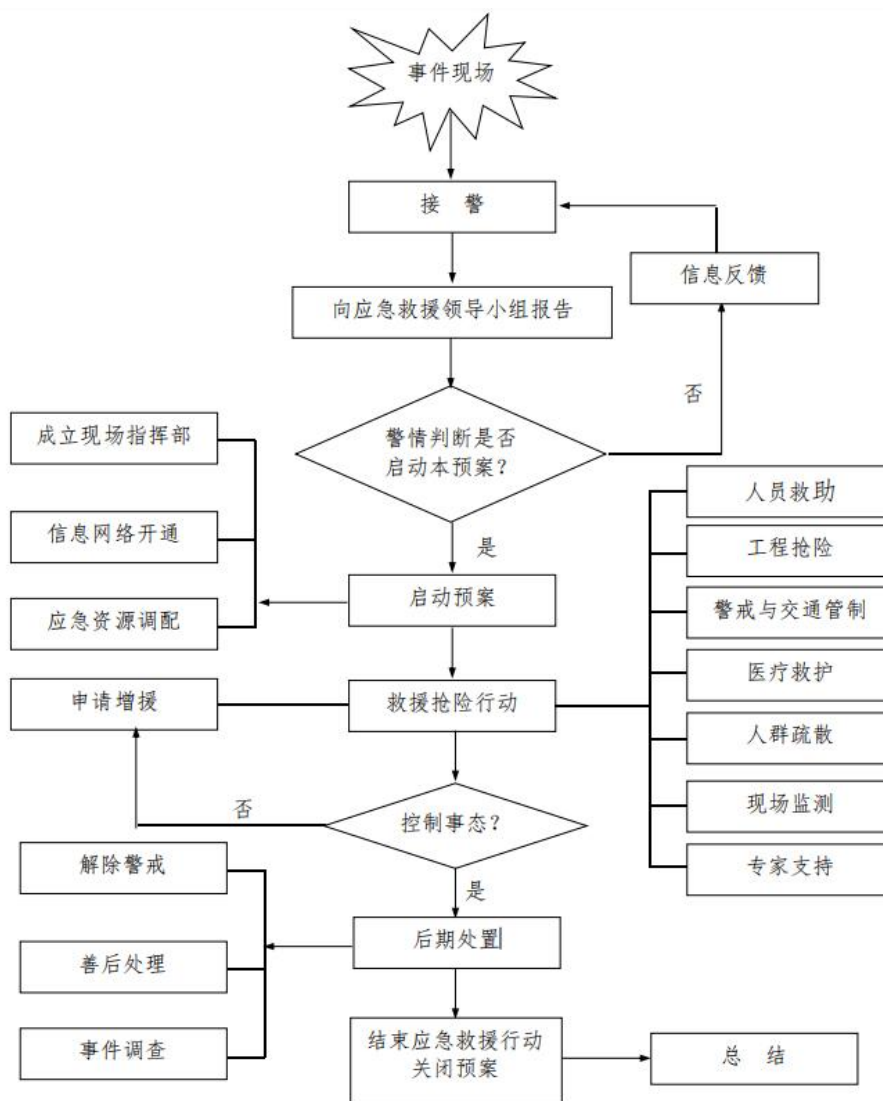 事件现场
接 警
信息反馈
向应急救援领导小组报告
否
警情判断是否
启动本预案?
成立现场指挥部
信息网络开通
应急资源调配
是
启动预案
人员救助
工程抢险
警戒与交通管制
医疗救护
人群疏散
现场监测
专家支持
申请增援
救援抢险行动
否
控制事态?
是
解除警戒
善后处理
事件调查
后期处置
结束应急救援行动
关闭预案
总 结